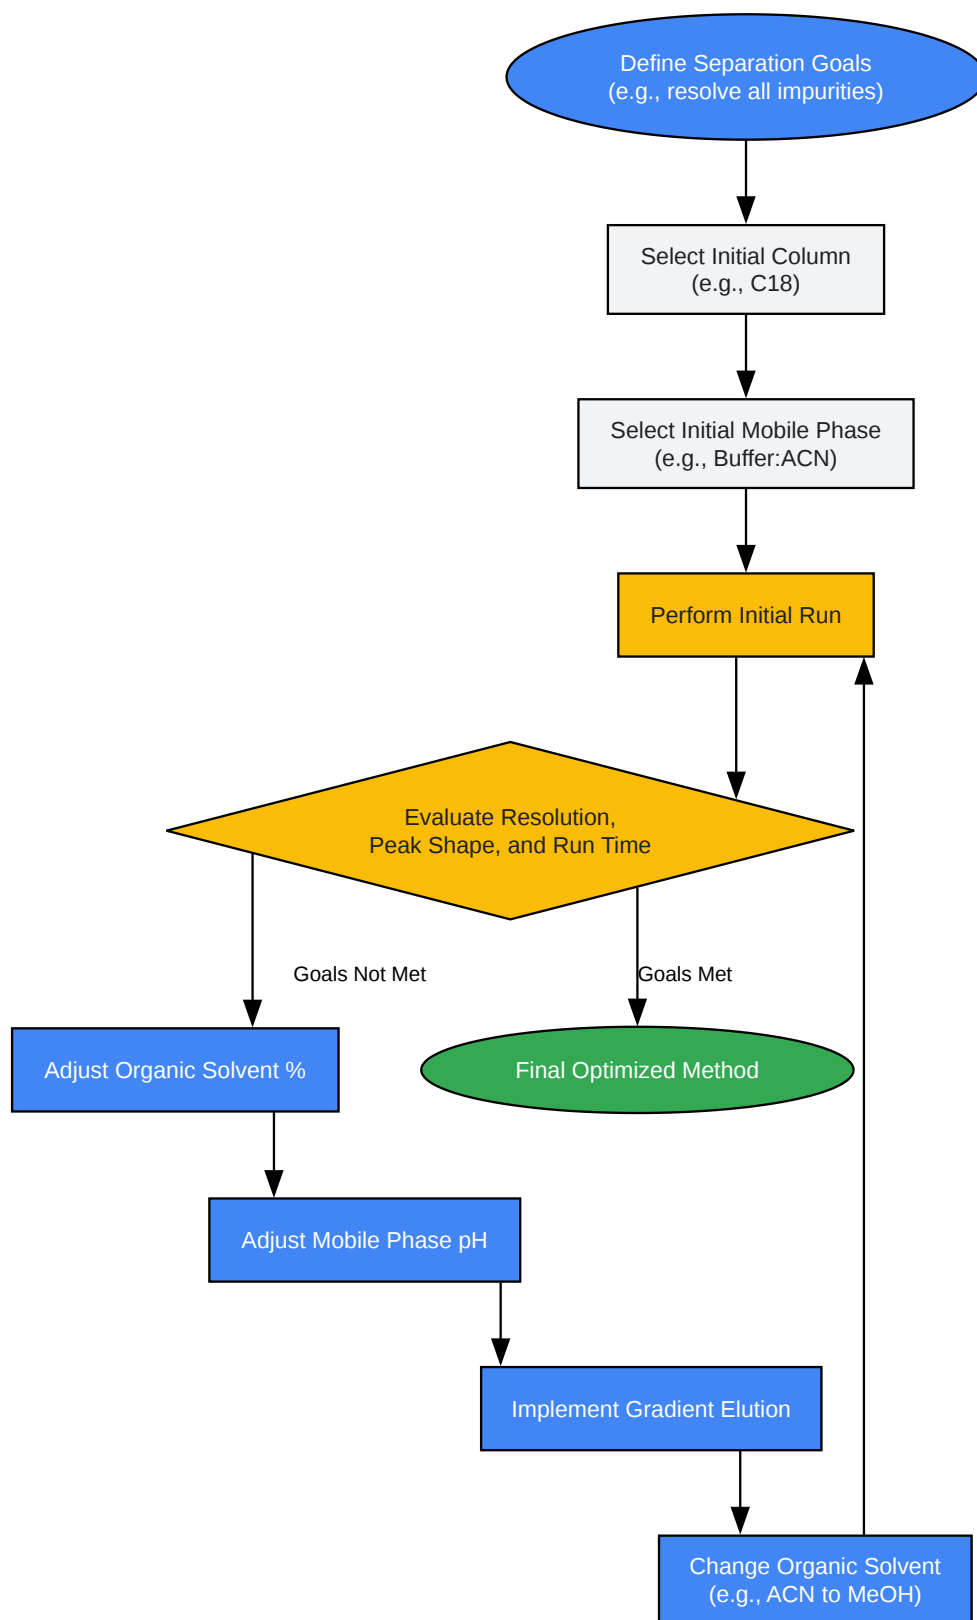 Define Separation Goals
(e.g., resolve all impurities)
Select Initial Column
(e.g., C18)
Select Initial Mobile Phase
(e.g., Buffer:ACN)
Perform Initial Run
Evaluate Resolution,
Peak Shape, and Run Time
Goals Not Met
Goals Met
Adjust Organic Solvent %
Final Optimized Method
Adjust Mobile Phase pH
Implement Gradient Elution
Change Organic Solvent
(e.g., ACN to MeOH)